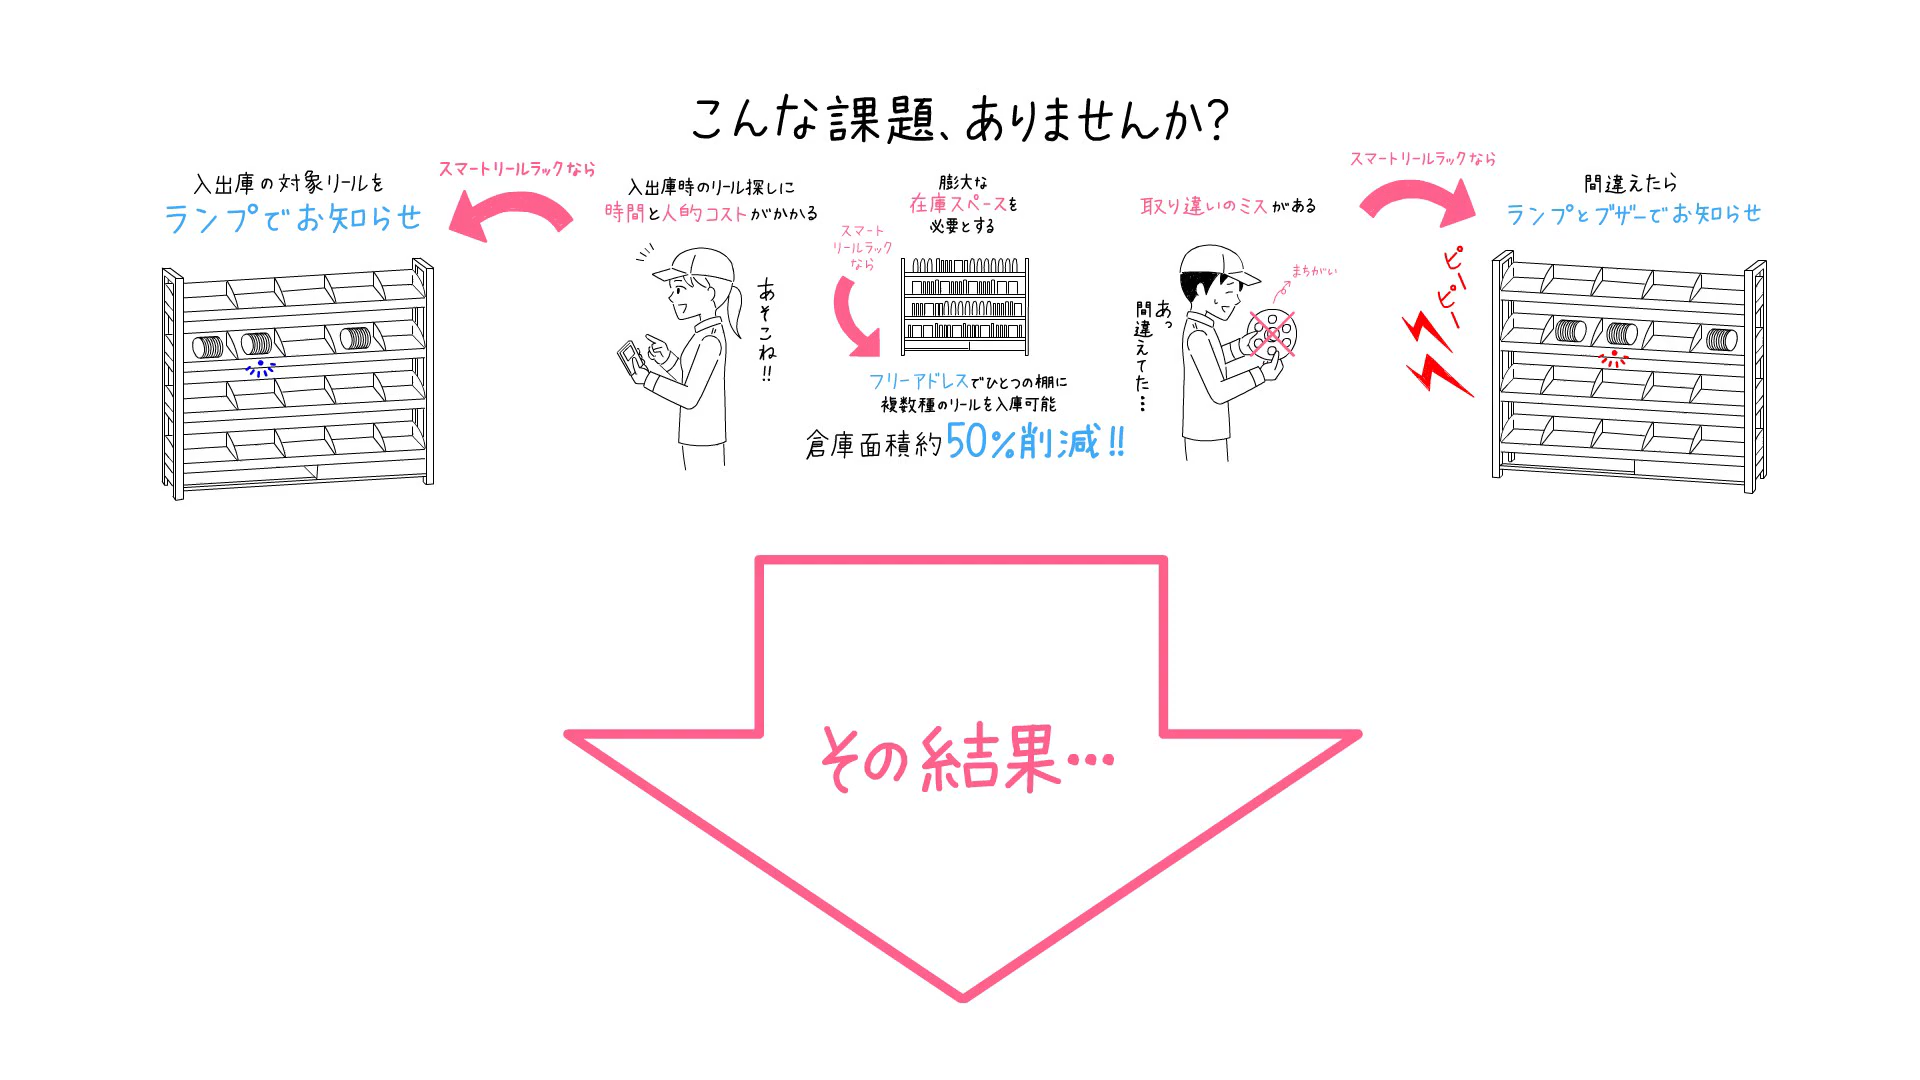 こんな課題、ありませんか?
入出庫の対象リールを
ランプでお知らせ
スマートリールラックなら
入出庫時のリール探しに
時間と人的コストがかかる
あそこね!!
膨大な
在庫スペースを
必要とする
スマート
リールラック
なら
フリーアドレスでひとつの棚に
複数種のリールを入庫可能
倉庫面積約50%削減!!
取り違いのミスがある
まちがい
あっ
間違えてた…
スマートリールラックなら
間違えたら
ランプとブザーでお知らせ
ピー
ピー
その結果…